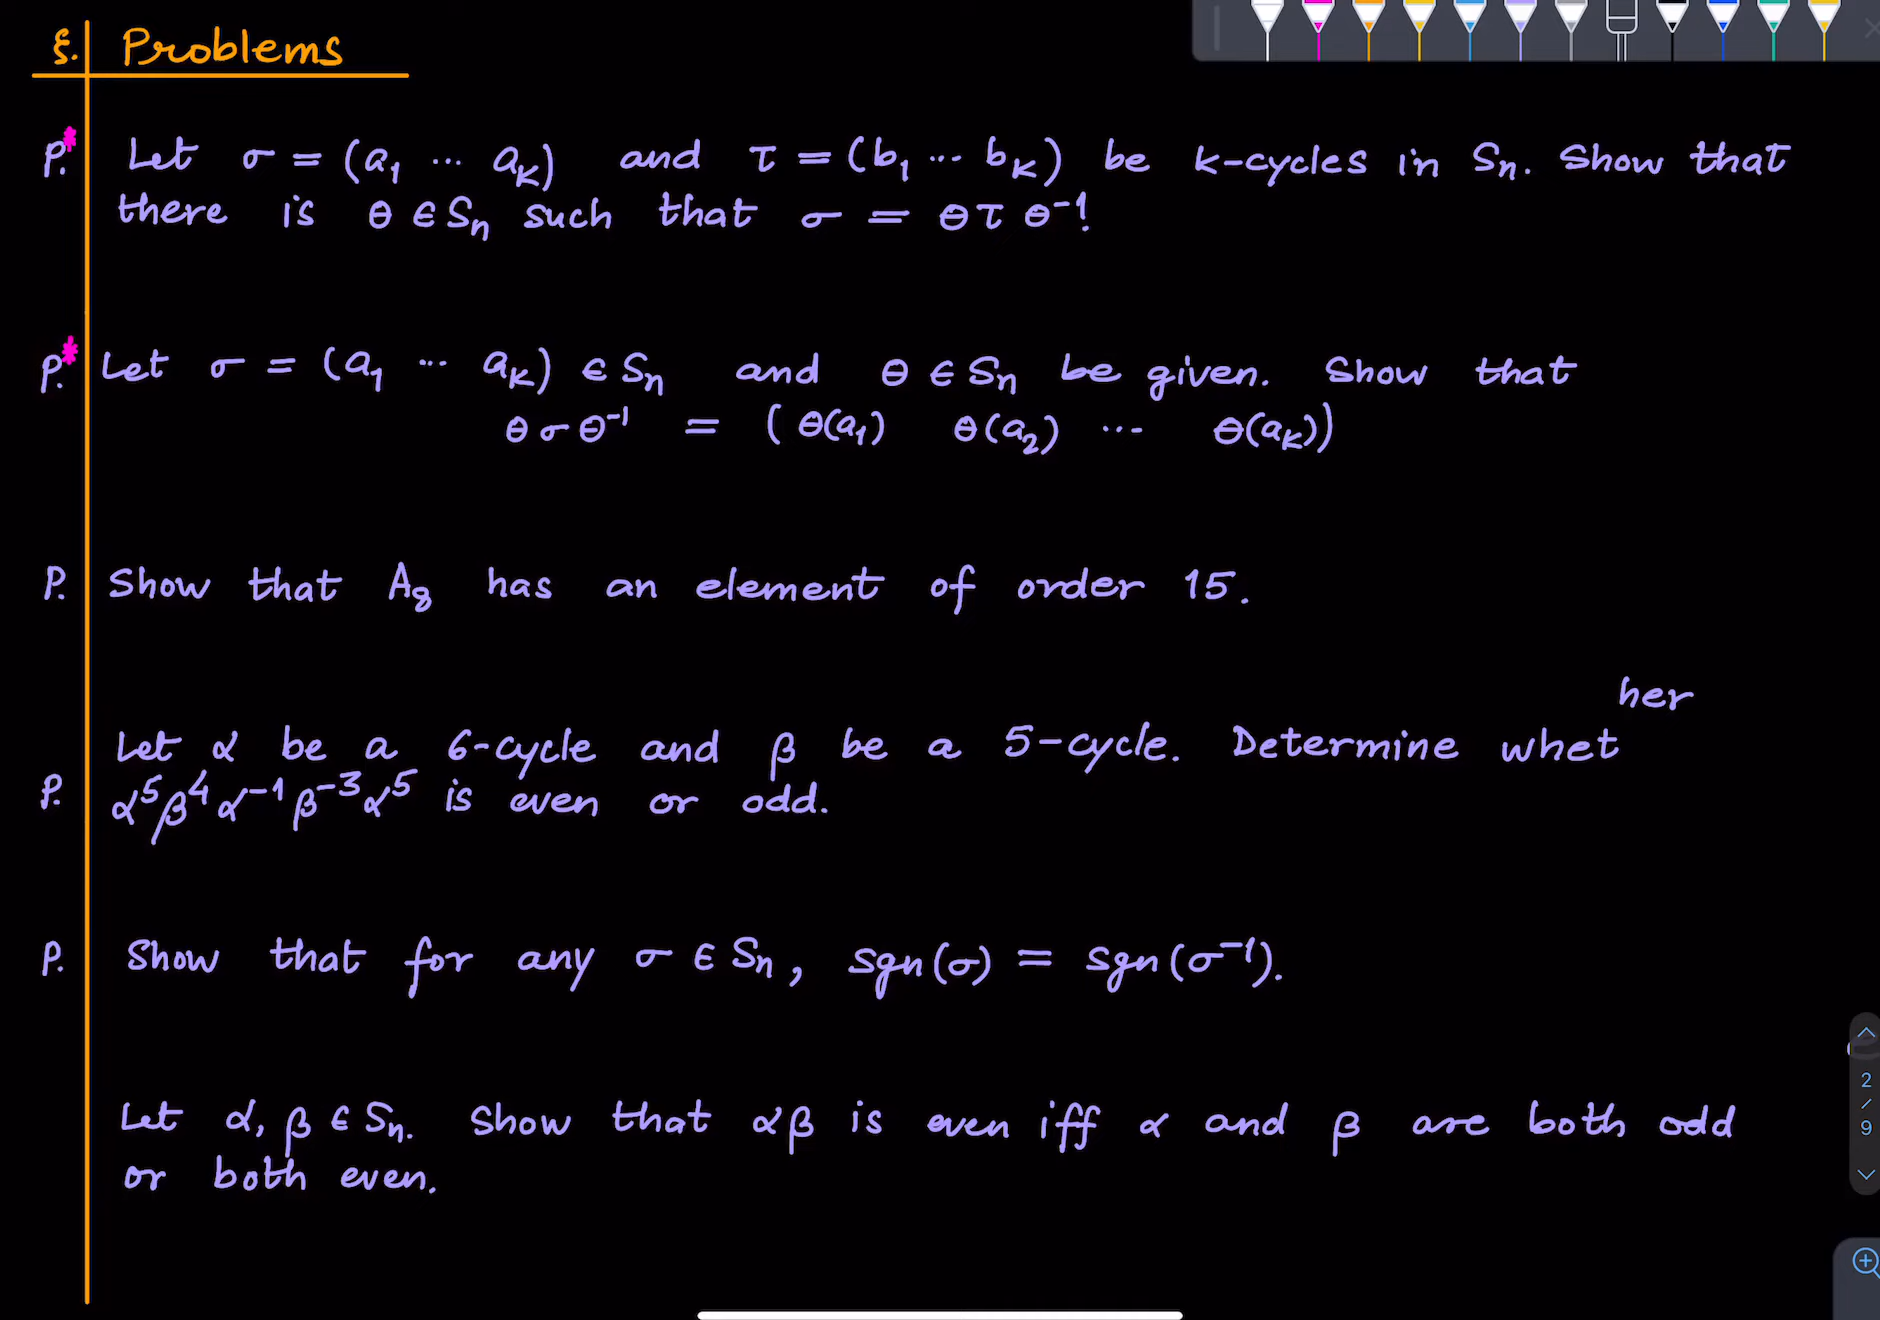 §. Problems
P.* Let σ = (a₁ ... aₖ) and τ = (b₁ ... bₖ) be k-cycles in Sₙ. Show that
there is θ ∈ Sₙ such that σ = θ τ θ⁻¹!
P.* Let σ = (a₁ ... aₖ) ∈ Sₙ and θ ∈ Sₙ be given. Show that
θ σ θ⁻¹ = (θ(a₁) θ(a₂) ... θ(aₖ))
P. Show that A₈ has an element of order 15.
Let α be a 6-cycle and β be a 5-cycle. Determine whether
P. α⁵β⁴α⁻¹β⁻³α⁵ is even or odd.
P. Show that for any σ ∈ Sₙ, sgn(σ) = sgn(σ⁻¹).
Let α, β ∈ Sₙ. Show that αβ is even iff α and β are both odd
or both even.
2
/
9